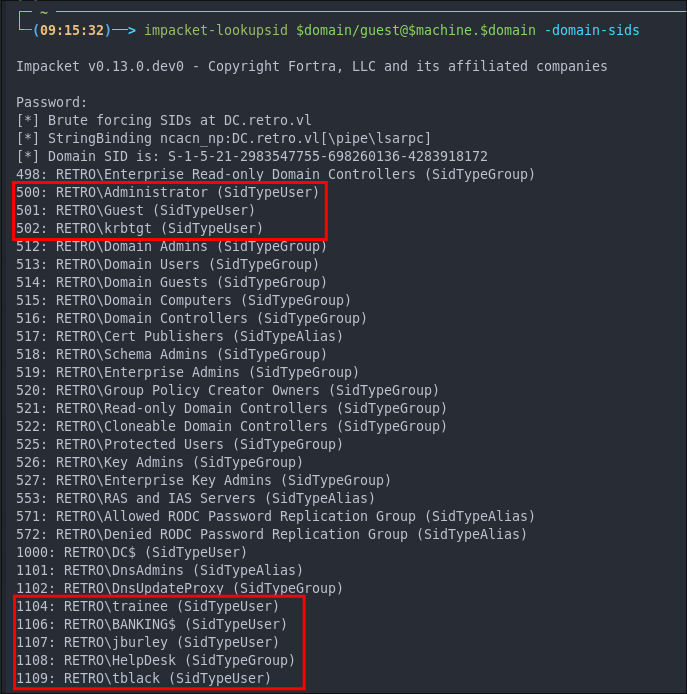 ~
(09:15:32)──> impacket-lookupsid $domain/guest@$machine.$domain -domain-sids
Impacket v0.13.0.dev0 - Copyright Fortra, LLC and its affiliated companies
Password:
[*] Brute forcing SIDs at DC.retro.vl
[*] StringBinding ncacn_np:DC.retro.vl[\pipe\lsarpc]
[*] Domain SID is: S-1-5-21-2983547755-698260136-4283918172
498: RETRO\Enterprise Read-only Domain Controllers (SidTypeGroup)
500: RETRO\Administrator (SidTypeUser)
501: RETRO\Guest (SidTypeUser)
502: RETRO\krbtgt (SidTypeUser)
512: RETRO\Domain Admins (SidTypeGroup)
513: RETRO\Domain Users (SidTypeGroup)
514: RETRO\Domain Guests (SidTypeGroup)
515: RETRO\Domain Computers (SidTypeGroup)
516: RETRO\Domain Controllers (SidTypeGroup)
517: RETRO\Cert Publishers (SidTypeAlias)
518: RETRO\Schema Admins (SidTypeGroup)
519: RETRO\Enterprise Admins (SidTypeGroup)
520: RETRO\Group Policy Creator Owners (SidTypeGroup)
521: RETRO\Read-only Domain Controllers (SidTypeGroup)
522: RETRO\Cloneable Domain Controllers (SidTypeGroup)
525: RETRO\Protected Users (SidTypeGroup)
526: RETRO\Key Admins (SidTypeGroup)
527: RETRO\Enterprise Key Admins (SidTypeGroup)
553: RETRO\RAS and IAS Servers (SidTypeAlias)
571: RETRO\Allowed RODC Password Replication Group (SidTypeAlias)
572: RETRO\Denied RODC Password Replication Group (SidTypeAlias)
1000: RETRO\DC$ (SidTypeUser)
1101: RETRO\DnsAdmins (SidTypeAlias)
1102: RETRO\DnsUpdateProxy (SidTypeGroup)
1104: RETRO\trainee (SidTypeUser)
1106: RETRO\BANKING$ (SidTypeUser)
1107: RETRO\jburley (SidTypeUser)
1108: RETRO\HelpDesk (SidTypeGroup)
1109: RETRO\tblack (SidTypeUser)